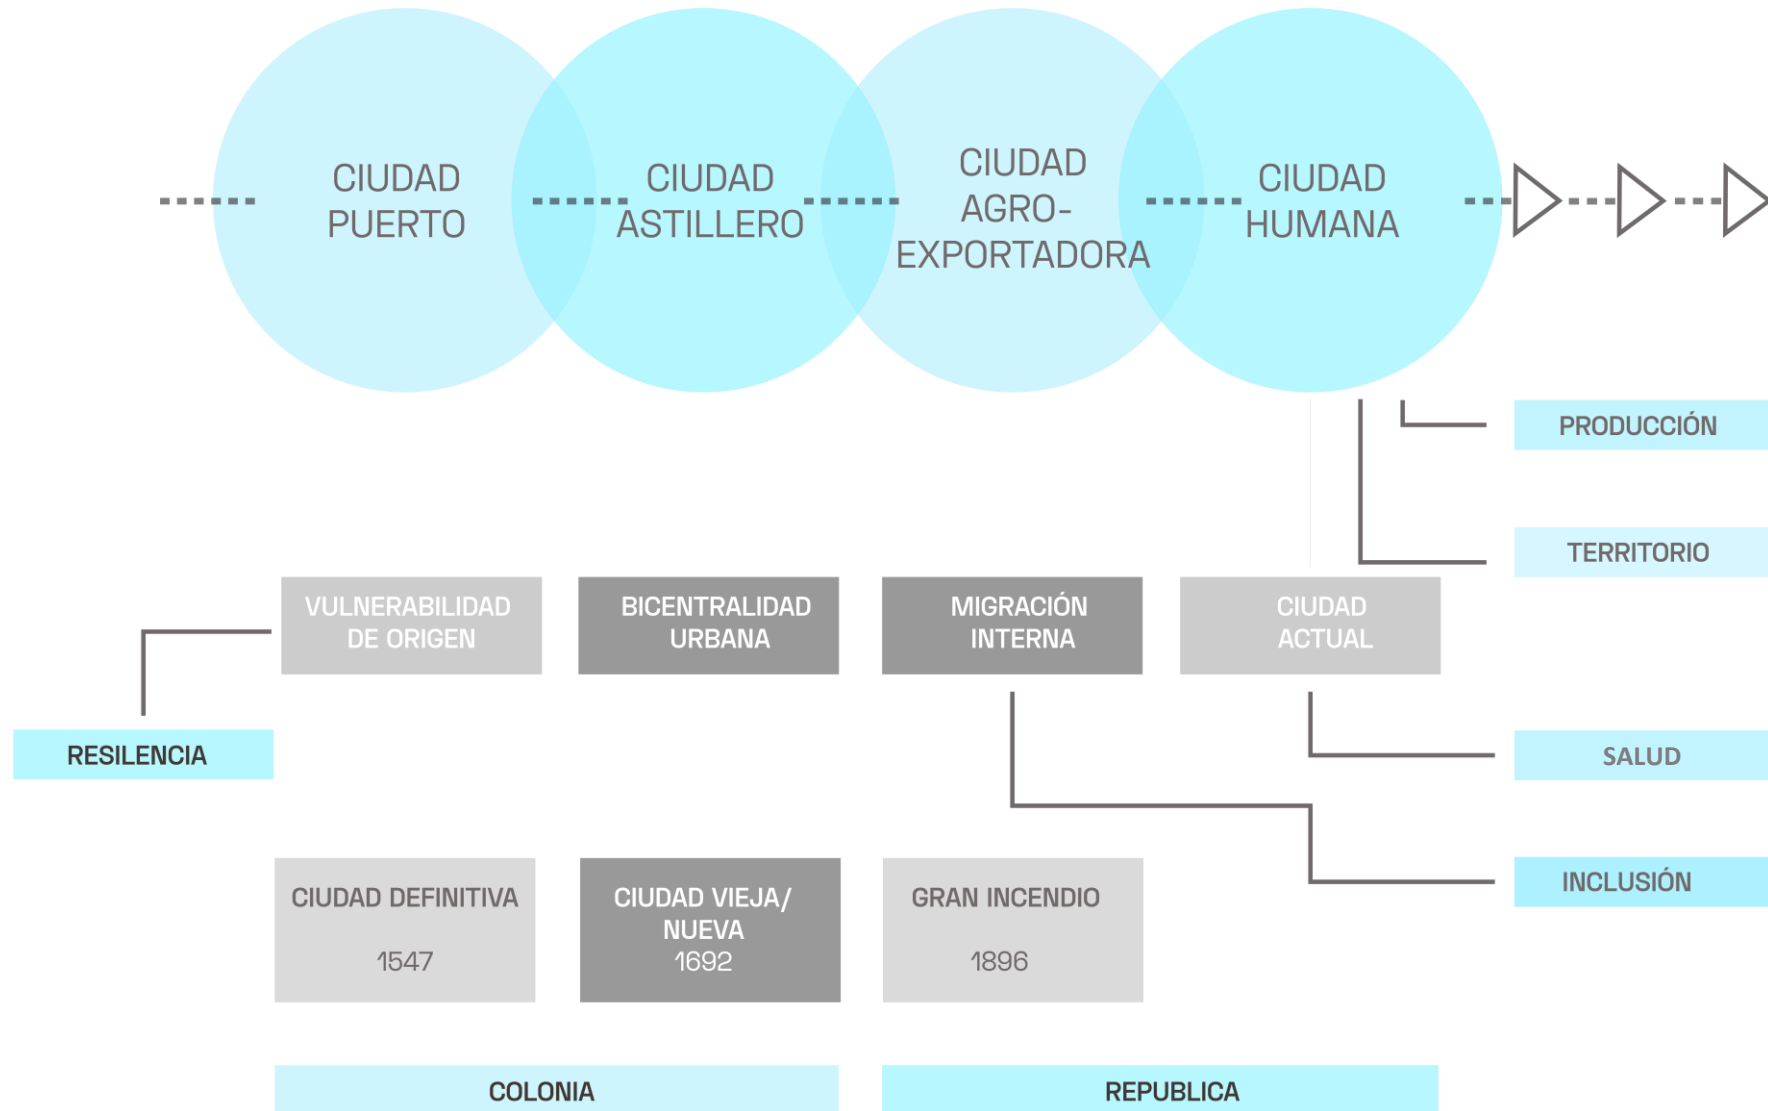 CIUDAD
PUERTO
CIUDAD
ASTILLERO
CIUDAD
AGRO-
EXPORTADORA
CIUDAD
HUMANA
PRODUCCIÓN
TERRITORIO
VULNERABILIDAD
DE ORIGEN
BICENTRALIDAD
URBANA
MIGRACIÓN
INTERNA
CIUDAD
ACTUAL
RESILENCIA
SALUD
INCLUSIÓN
CIUDAD DEFINITIVA
1547
CIUDAD VIEJA/
NUEVA
1692
GRAN INCENDIO
1896
COLONIA
REPUBLICA